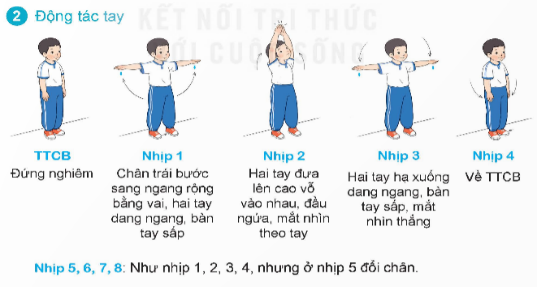 KẾT NỐI TRI THỨC
VỚI CUỘC SỐNG
2 Động tác tay
TTCB
Đứng nghiêm
Nhịp 1
Chân trái bước
sang ngang rộng
bằng vai, hai tay
dang ngang, bàn
tay sấp
Nhịp 2
Hai tay đưa
lên cao vỗ
vào nhau, đầu
ngửa, mắt nhìn
theo tay
Nhịp 3
Hai tay hạ xuống
dang ngang, bàn
tay sấp, mắt
nhìn thẳng
Nhịp 4
Về TTCB
Nhịp 5, 6, 7, 8: Như nhịp 1, 2, 3, 4, nhưng ở nhịp 5 đổi chân.